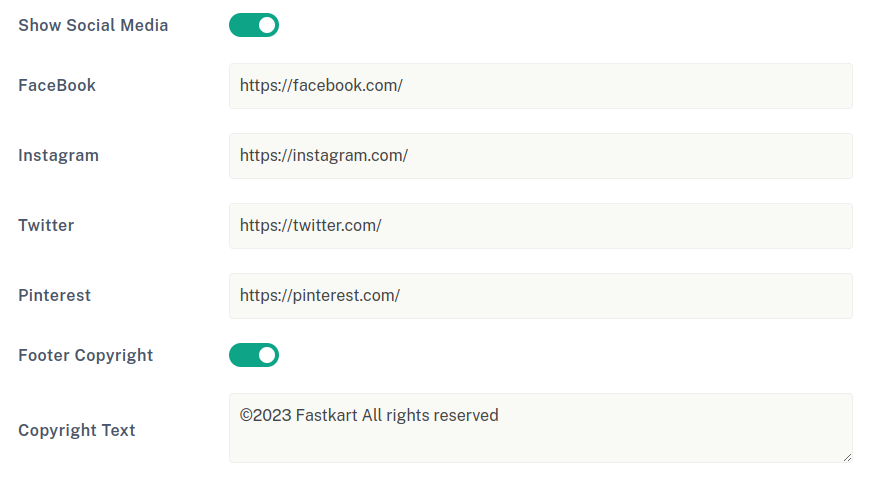 Show Social Media
FaceBook
https://facebook.com/
Instagram
https://instagram.com/
Twitter
https://twitter.com/
Pinterest
https://pinterest.com/
Footer Copyright
Copyright Text
©2023 Fastkart All rights reserved